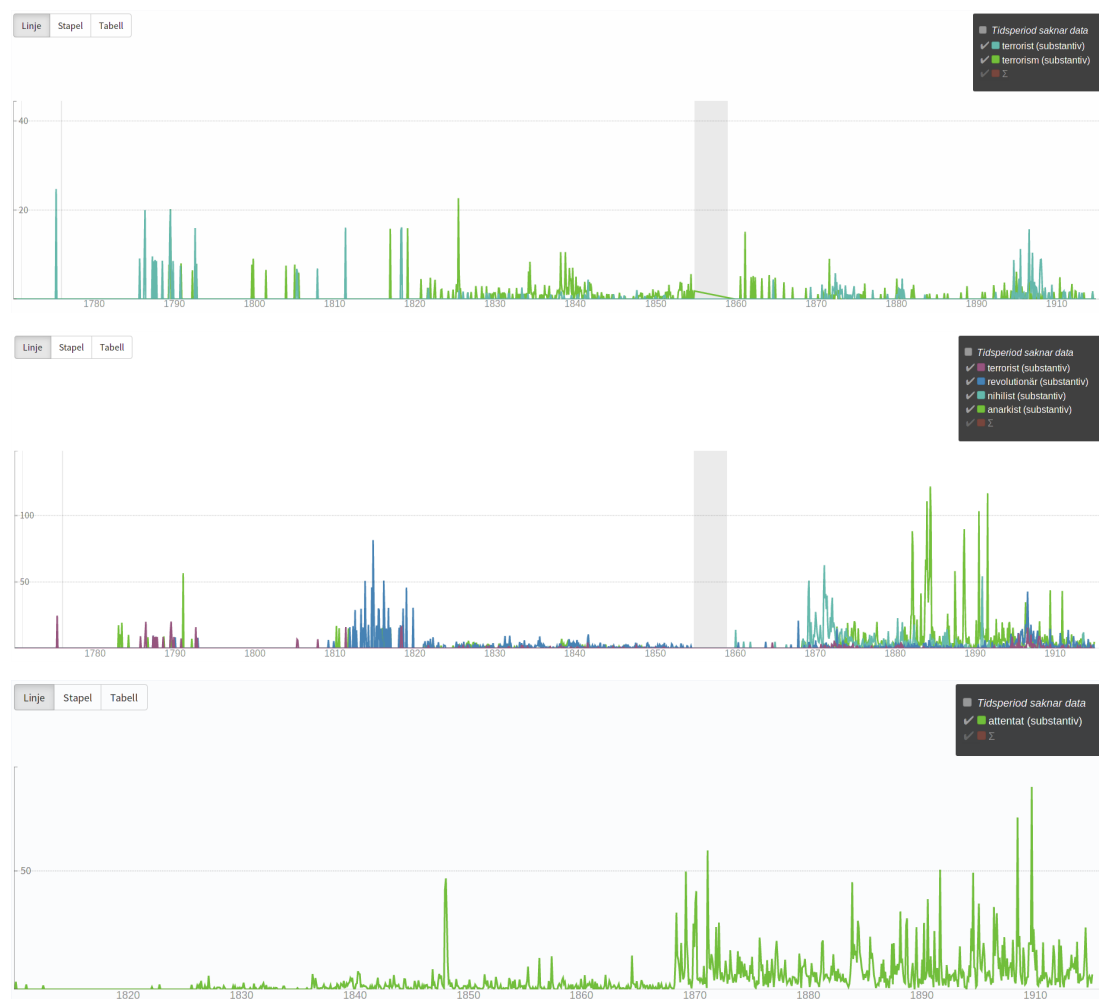 Linje Stapel Tabell
Tidsperiod saknar data
terrorist (substantiv)
terrorism (substantiv)
Σ
40
20
1780 1790 1800 1810 1820 1830 1840 1850 1860 1870 1880 1890 1900 1910
Linje Stapel Tabell
Tidsperiod saknar data
terrorist (substantiv)
revolutionär (substantiv)
nihilist (substantiv)
anarkist (substantiv)
Σ
100
50
1780 1790 1800 1810 1820 1830 1840 1850 1860 1870 1880 1890 1900 1910
Linje Stapel Tabell
Tidsperiod saknar data
attentat (substantiv)
Σ
50
1820 1830 1840 1850 1860 1870 1880 1890 1900 1910